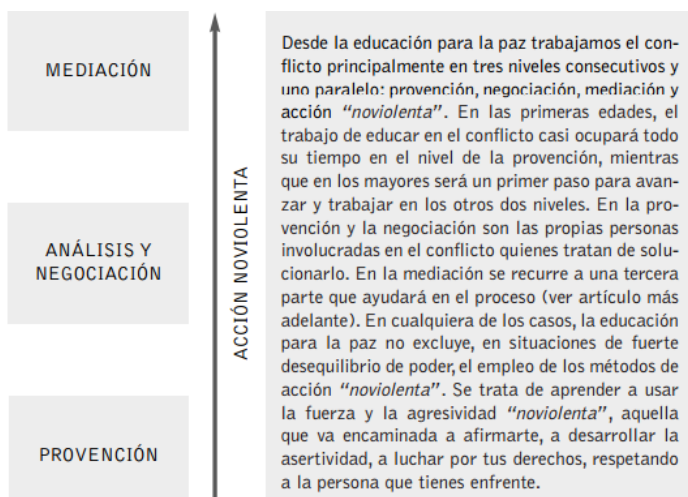 MEDIACIÓN
ANÁLISIS Y
NEGOCIACIÓN
PROVENCIÓN
ACCIÓN NOVIOLENTA
Desde la educación para la paz trabajamos el con-
flicto principalmente en tres niveles consecutivos y
uno paralelo: provención, negociación, mediación y
acción “noviolenta”. En las primeras edades, el
trabajo de educar en el conflicto casi ocupará todo
su tiempo en el nivel de la provención, mientras
que en los mayores será un primer paso para avan-
zar y trabajar en los otros dos niveles. En la pro-
vención y la negociación son las propias personas
involucradas en el conflicto quienes tratan de solu-
cionarlo. En la mediación se recurre a una tercera
parte que ayudará en el proceso (ver artículo más
adelante). En cualquiera de los casos, la educación
para la paz no excluye, en situaciones de fuerte
desequilibrio de poder, el empleo de los métodos de
acción “noviolenta”. Se trata de aprender a usar
la fuerza y la agresividad “noviolenta”, aquella
que va encaminada a afirmarte, a desarrollar la
asertividad, a luchar por tus derechos, respetando
a la persona que tienes enfrente.